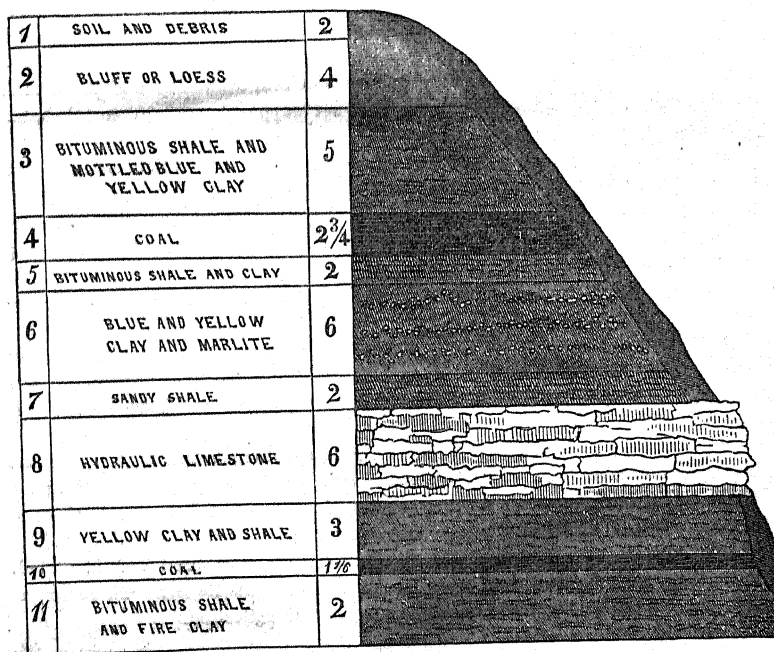 1 SOIL AND DEBRIS 2
2 BLUFF OR LOESS 4
3 BITUMINOUS SHALE AND 5
MOTTLED BLUE AND
YELLOW CLAY
4 COAL 2 3/4
5 BITUMINOUS SHALE AND CLAY 2
6 BLUE AND YELLOW 6
CLAY AND MARLITE
7 SANDY SHALE 2
8 HYDRAULIC LIMESTONE 6
9 YELLOW CLAY AND SHALE 3
10 COAL
11 BITUMINOUS SHALE 2
AND FIRE CLAY